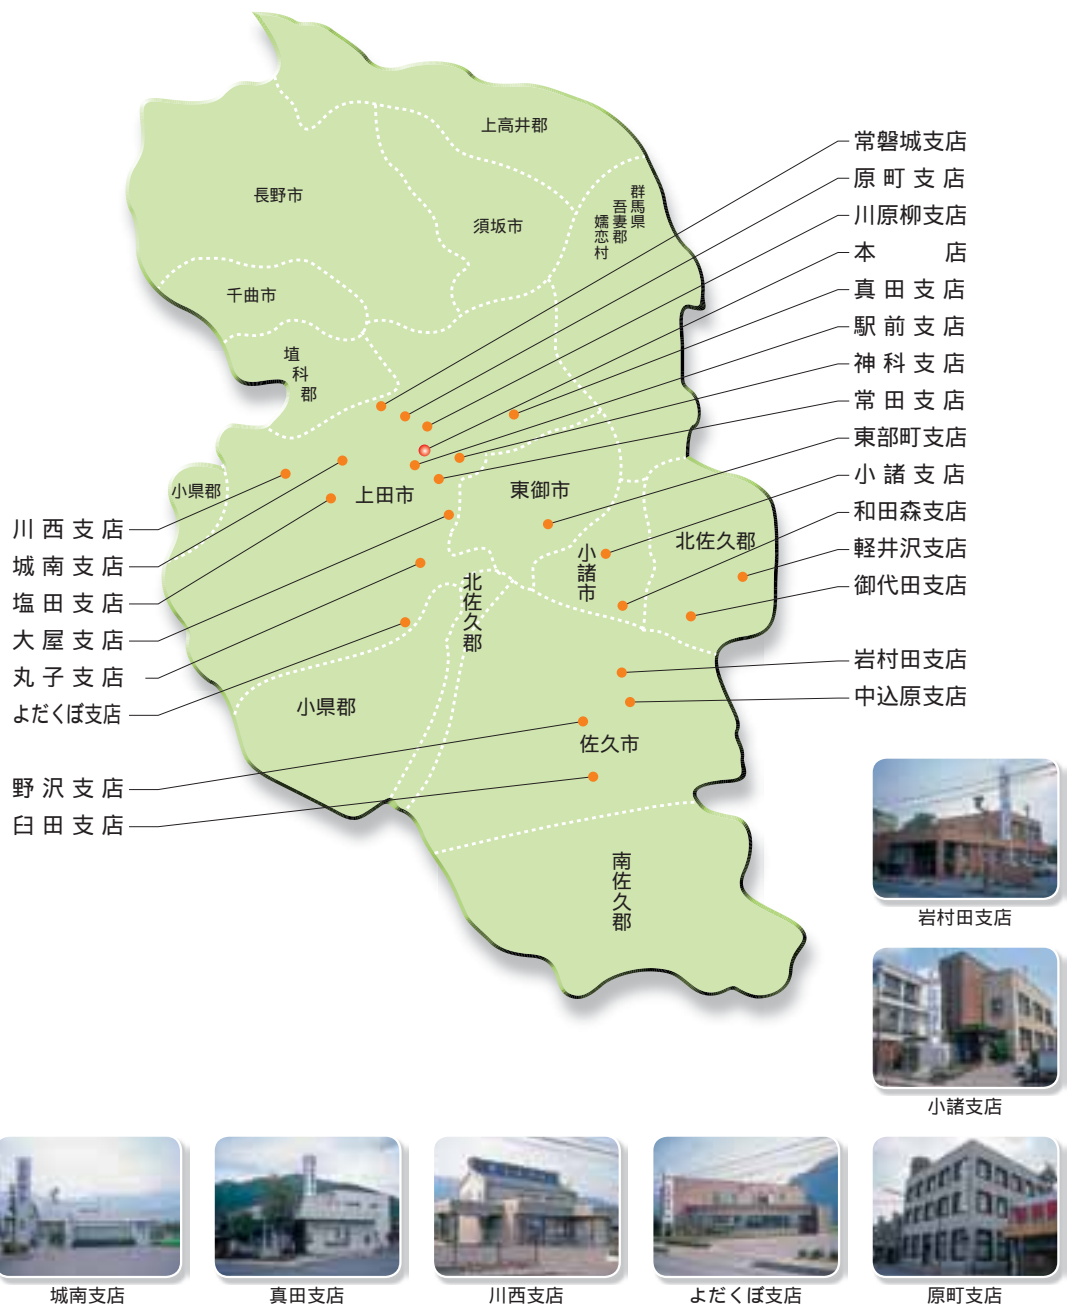 上高井郡
長野市
須坂市
群馬県
吾妻郡
嬬恋村
千曲市
埴科郡
小県郡
上田市
東御市
小諸市
北佐久郡
北佐久郡
小県郡
佐久市
南佐久郡
常磐城支店
原町支店
川原柳支店
本店
真田支店
駅前支店
神科支店
常田支店
東部町支店
小諸支店
和田森支店
軽井沢支店
御代田支店
岩村田支店
中込原支店
川西支店
城南支店
塩田支店
大屋支店
丸子支店
よだくぼ支店
野沢支店
臼田支店
岩村田支店
小諸支店
城南支店
真田支店
川西支店
よだくぼ支店
原町支店